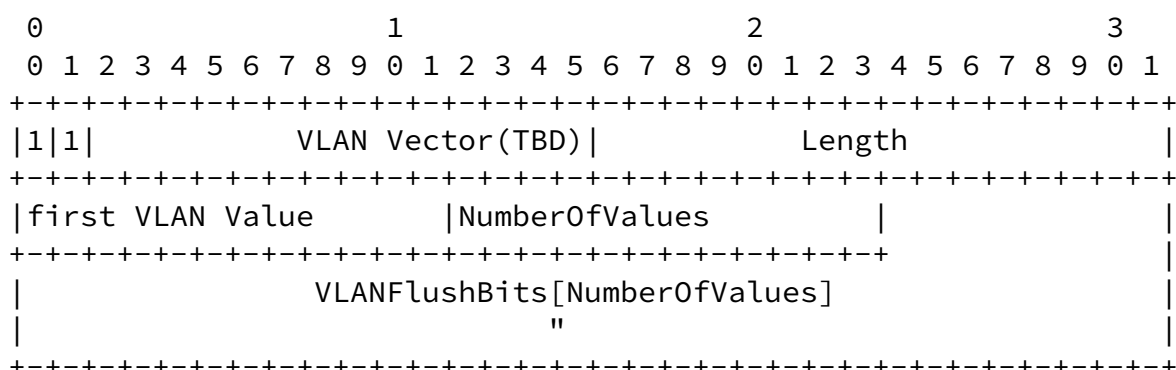 0                   1                   2                   3
 0 1 2 3 4 5 6 7 8 9 0 1 2 3 4 5 6 7 8 9 0 1 2 3 4 5 6 7 8 9 0 1
+-+-+-+-+-+-+-+-+-+-+-+-+-+-+-+-+-+-+-+-+-+-+-+-+-+-+-+-+-+-+-+-+
|1|1|           VLAN Vector(TBD)|           Length              |
+-+-+-+-+-+-+-+-+-+-+-+-+-+-+-+-+-+-+-+-+-+-+-+-+-+-+-+-+-+-+-+-+
|first VLAN Value       |NumberOfValues         |               |
+-+-+-+-+-+-+-+-+-+-+-+-+-+-+-+-+-+-+-+-+-+-+-+-+               |
|                VLANFlushBits[NumberOfValues]                  |
|                             "                                 |
+-+-+-+-+-+-+-+-+-+-+-+-+-+-+-+-+-+-+-+-+-+-+-+-+-+-+-+-+-+-+-+-+